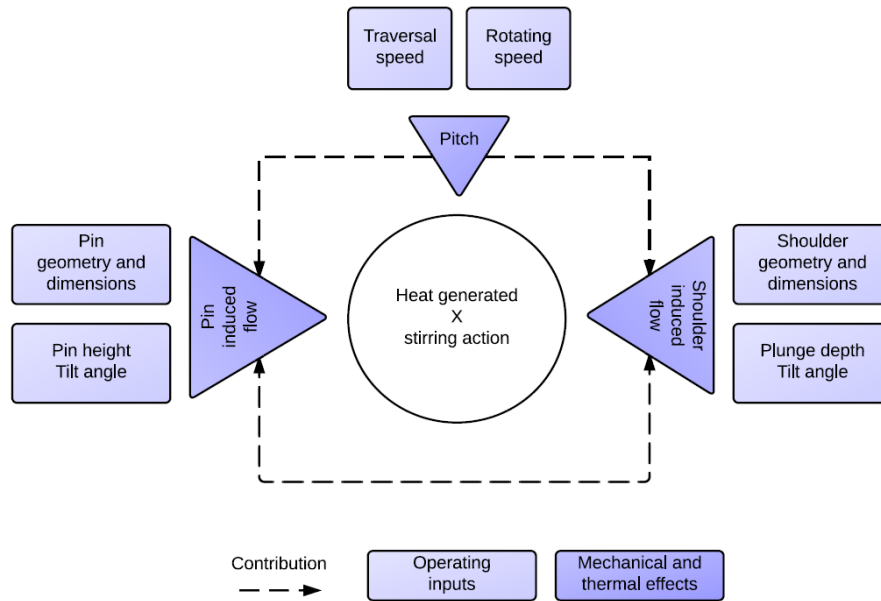 Traversal
speed
Rotating
speed
Pitch
Pin
geometry and
dimensions
Pin height
Tilt angle
Pin
induced
flow
Heat generated
X
stirring action
Shoulder
induced
flow
Shoulder
geometry and
dimensions
Plunge depth
Tilt angle
Contribution
Operating
inputs
Mechanical and
thermal effects